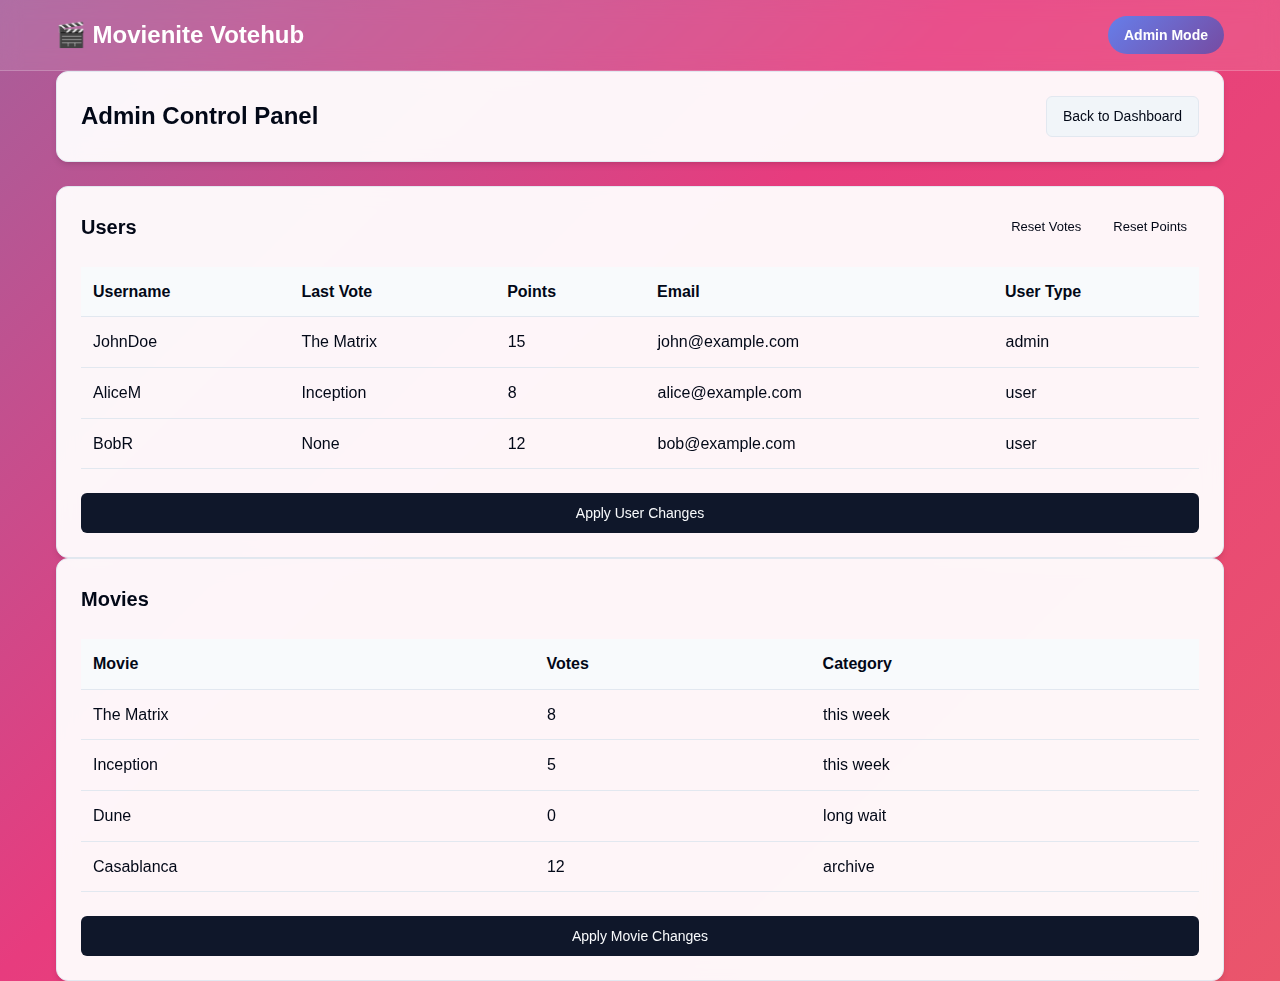 🎬 Movienite Votehub
Admin Mode
Admin Control Panel
Back to Dashboard
Users
Reset Votes Reset Points
Username Last Vote Points Email User Type
JohnDoe The Matrix 15 john@example.com admin
AliceM Inception 8 alice@example.com user
BobR None 12 bob@example.com user
Apply User Changes
Movies
Movie Votes Category
The Matrix 8 this week
Inception 5 this week
Dune 0 long wait
Casablanca 12 archive
Apply Movie Changes